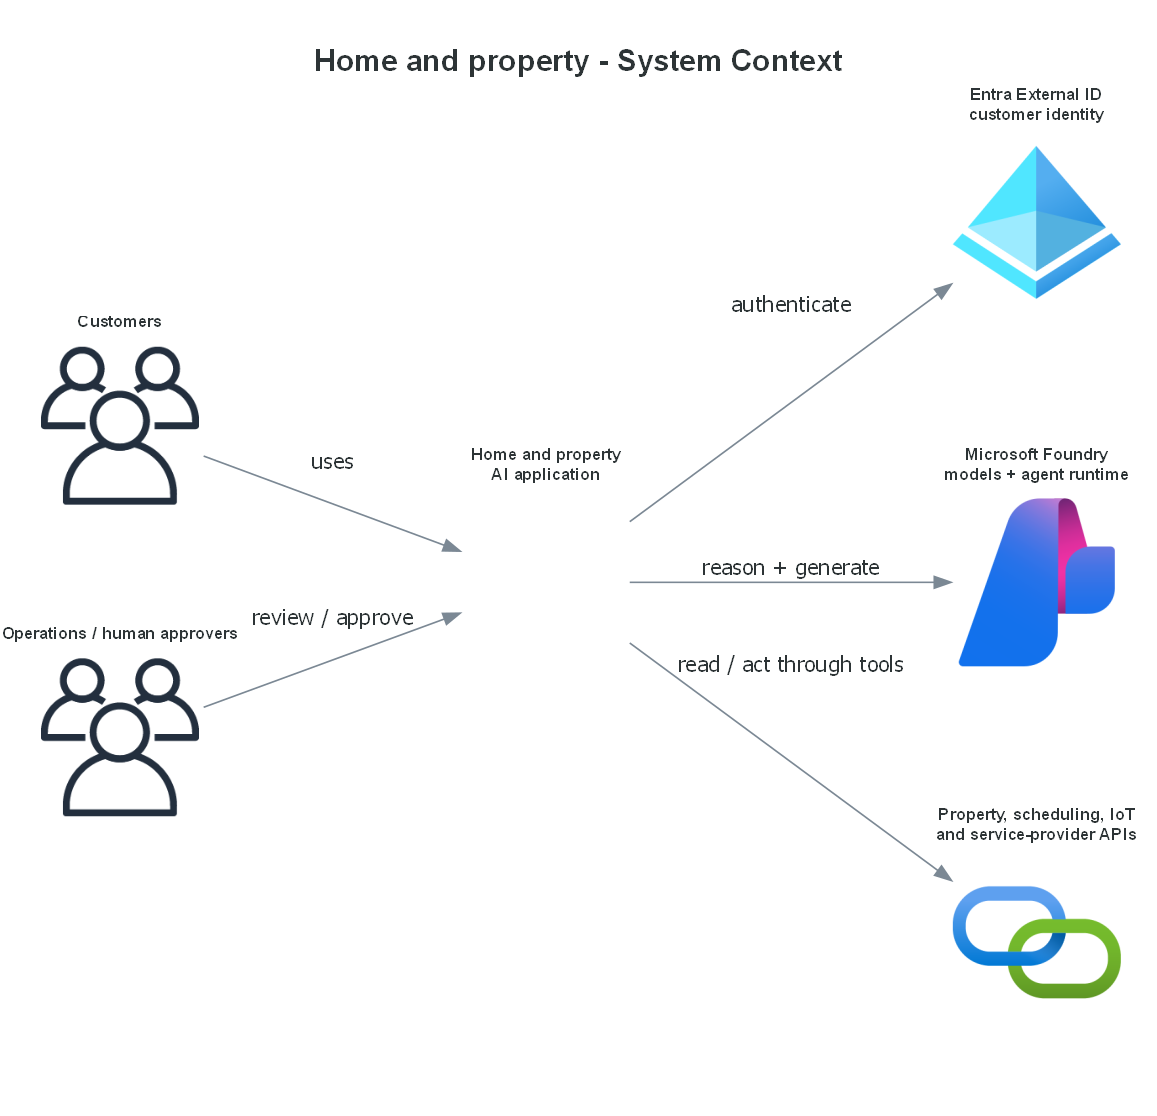 Home and property - System Context
Entra External ID
customer identity
authenticate
Customers
uses
Home and property
AI application
Microsoft Foundry
models + agent runtime
reason + generate
review / approve
Operations / human approvers
read / act through tools
Property, scheduling, IoT
and service-provider APIs